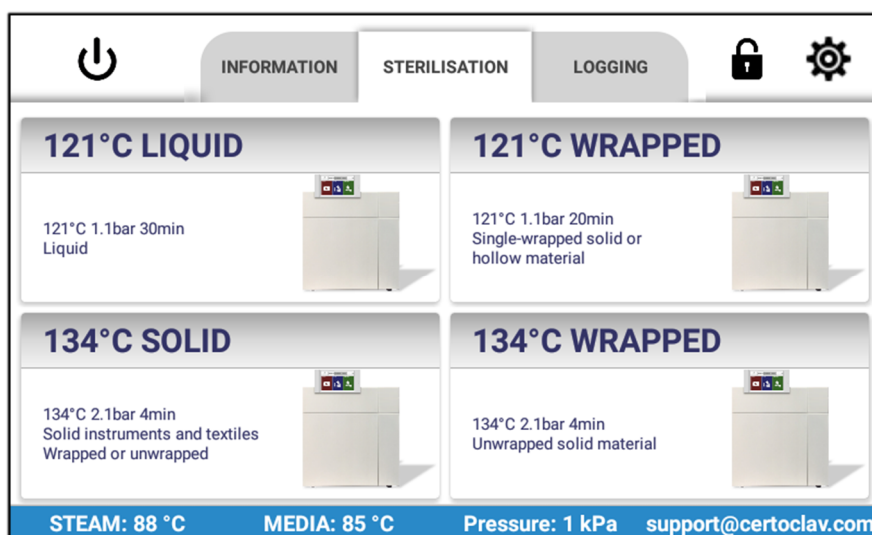 INFORMATION STERILISATION LOGGING
121°C LIQUID
121°C 1.1bar 30min
Liquid
121°C WRAPPED
121°C 1.1bar 20min
Single-wrapped solid or
hollow material
134°C SOLID
134°C 2.1bar 4min
Solid instruments and textiles
Wrapped or unwrapped
134°C WRAPPED
134°C 2.1bar 4min
Unwrapped solid material
STEAM: 88 °C MEDIA: 85 °C Pressure: 1 kPa support@certoclav.com